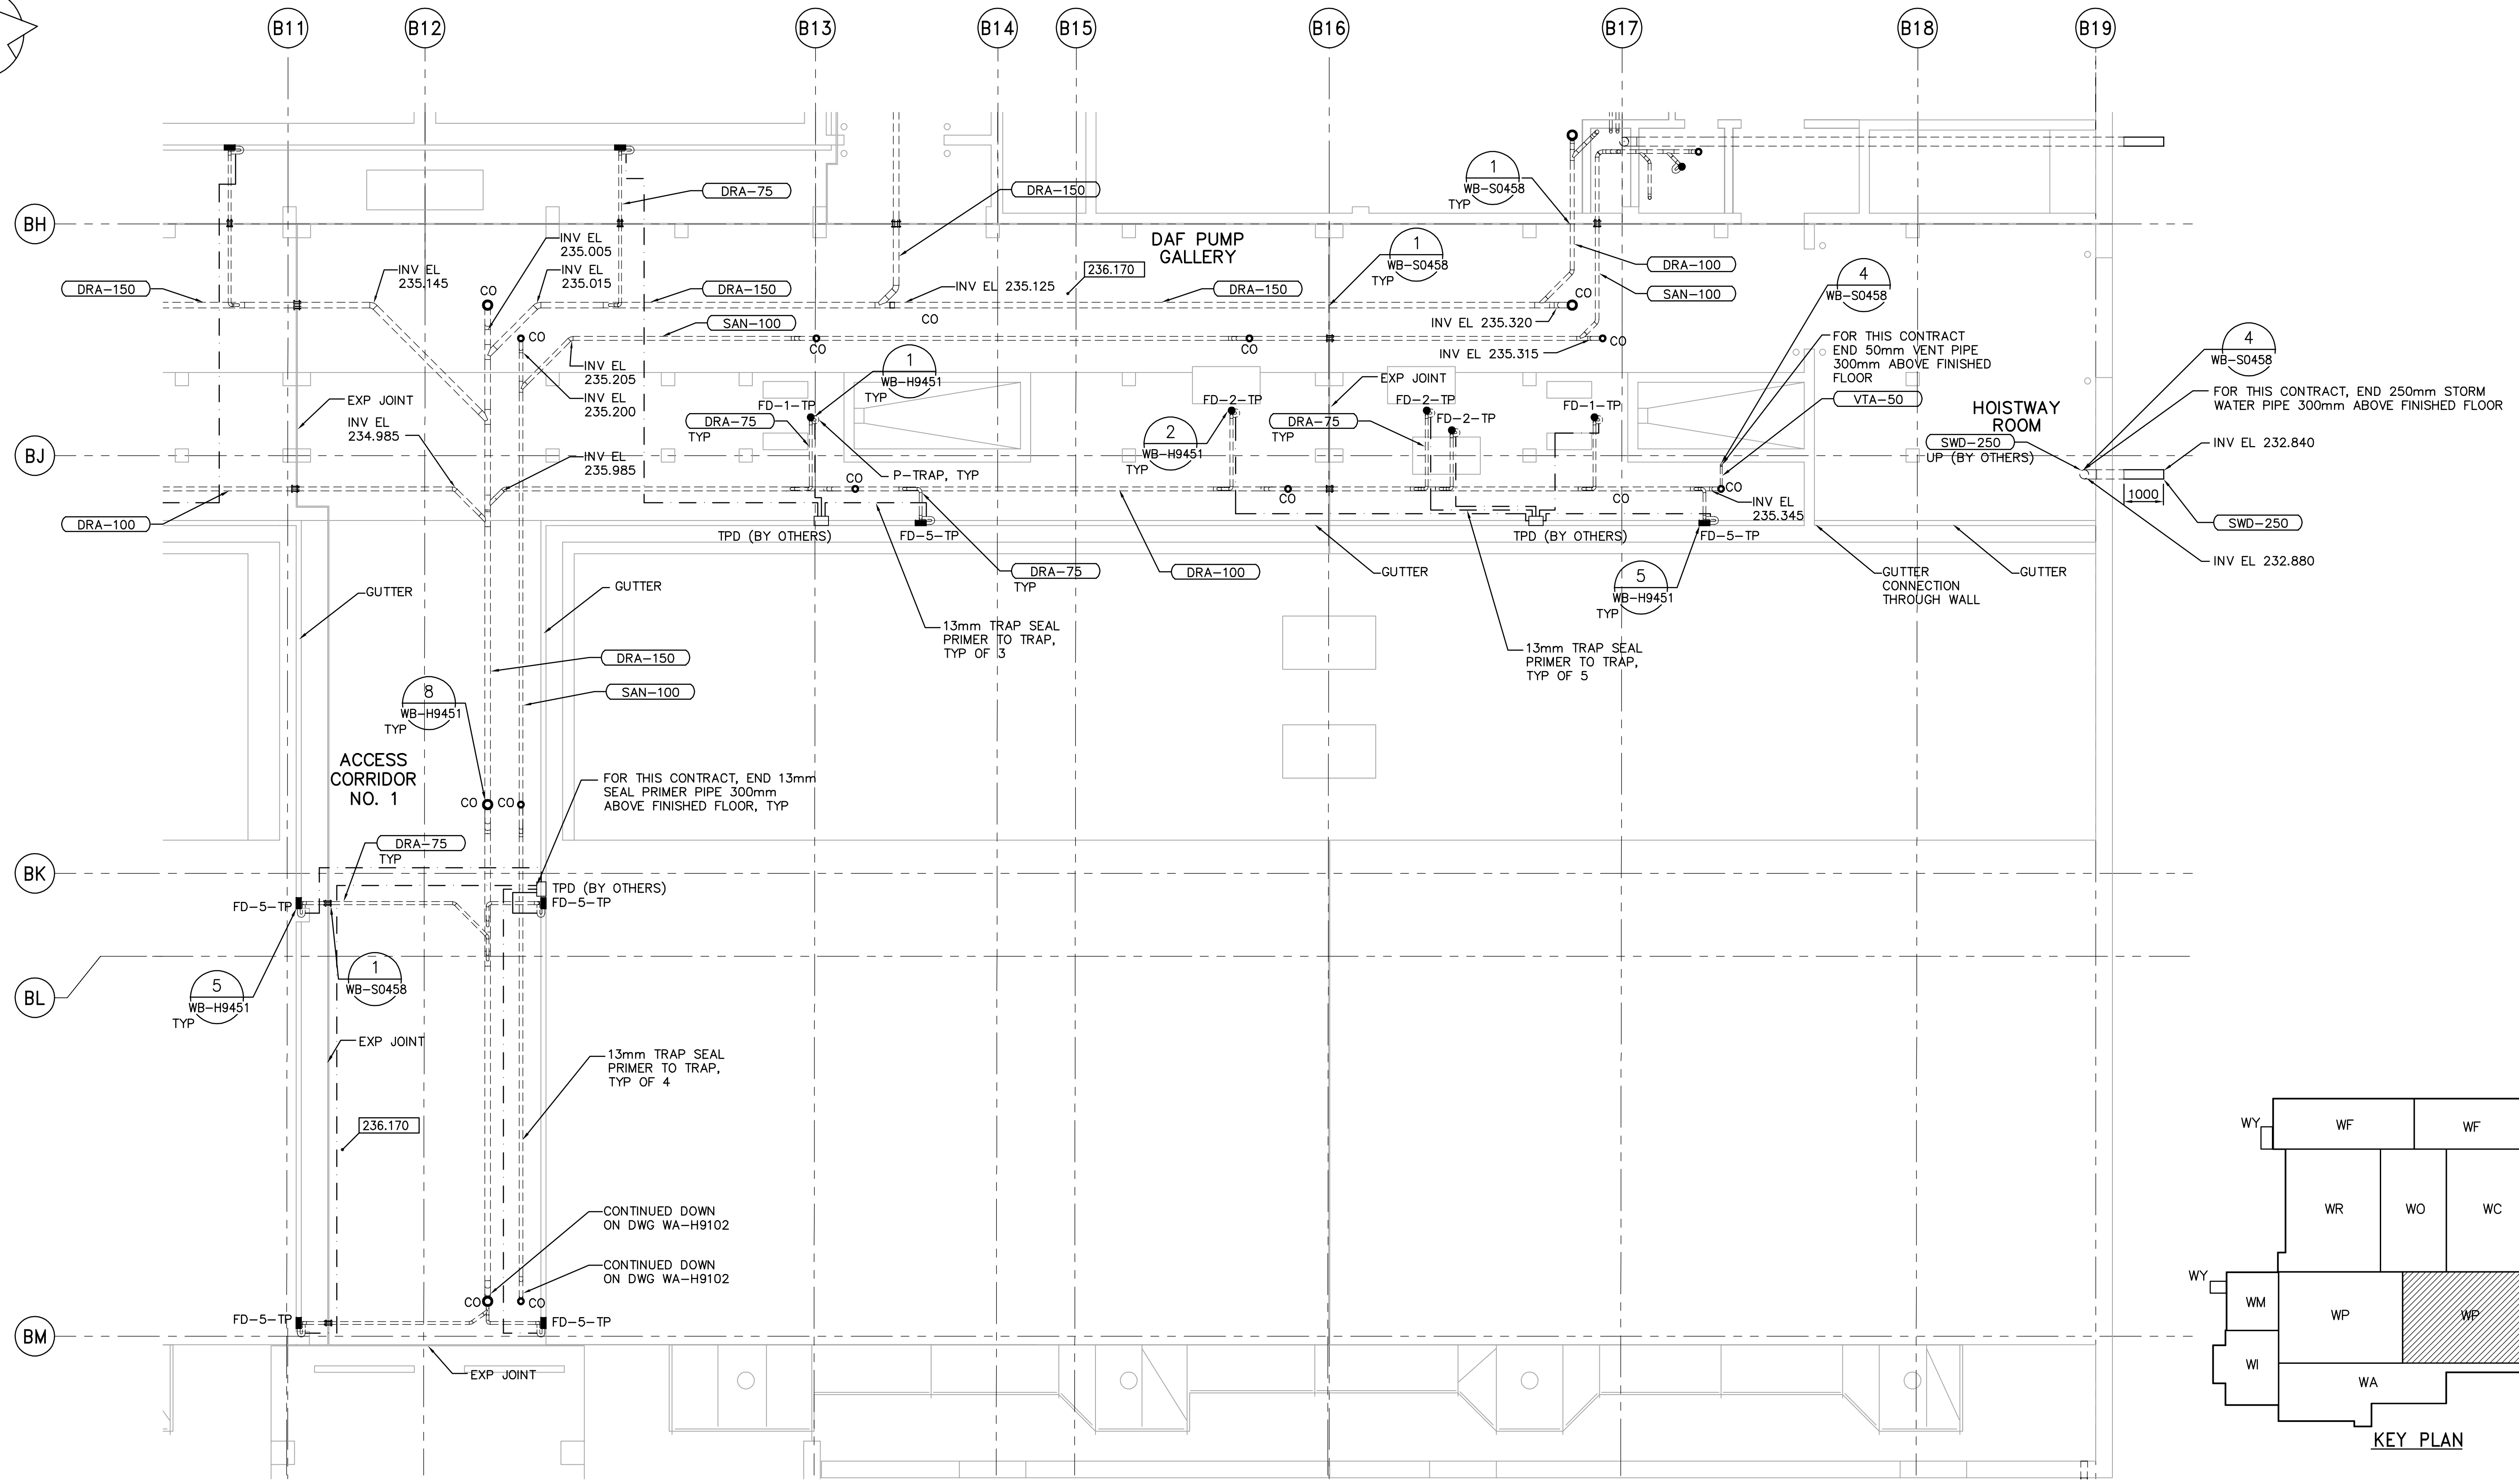 B11
B12
B13
B14
B15
B16
B17
B18
B19
BH
BJ
BK
BL
BM
DRA-75
DRA-150
1
WB-S0458
TYP
DAF PUMP
GALLERY
1
WB-S0458
TYP
236.170
INV EL
235.005
INV EL
235.015
INV EL
235.145
DRA-150
CO
DRA-150
INV EL 235.125
DRA-150
CO
DRA-100
SAN-100
CO
INV EL 235.320
INV EL 235.315
CO
SAN-100
CO
CO
CO
INV EL
235.205
INV EL
235.200
1
WB-H9451
TYP
EXP JOINT
4
WB-S0458
FOR THIS CONTRACT
END 50mm VENT PIPE
300mm ABOVE FINISHED
FLOOR
VTA-50
4
WB-S0458
FOR THIS CONTRACT, END 250mm STORM
WATER PIPE 300mm ABOVE FINISHED FLOOR
HOISTWAY
ROOM
SWD-250
UP (BY OTHERS)
INV EL 232.840
1000
SWD-250
INV EL 232.880
EXP JOINT
INV EL
234.985
INV EL
235.985
FD-1-TP
DRA-75
TYP
P-TRAP, TYP
CO
FD-2-TP
2
WB-H9451
TYP
DRA-75
TYP
FD-2-TP
FD-2-TP
FD-1-TP
CO
CO
CO
INV EL
235.345
DRA-100
TPD (BY OTHERS)
FD-5-TP
DRA-75
TYP
DRA-100
GUTTER
TPD (BY OTHERS)
FD-5-TP
5
WB-H9451
TYP
GUTTER
CONNECTION
THROUGH WALL
GUTTER
GUTTER
GUTTER
13mm TRAP SEAL
PRIMER TO TRAP,
TYP OF 3
13mm TRAP SEAL
PRIMER TO TRAP,
TYP OF 5
DRA-150
SAN-100
8
WB-H9451
TYP
ACCESS
CORRIDOR
NO. 1
CO
CO
FOR THIS CONTRACT, END 13mm
SEAL PRIMER PIPE 300mm
ABOVE FINISHED FLOOR, TYP
DRA-75
TYP
TPD (BY OTHERS)
FD-5-TP
FD-5-TP
5
WB-H9451
TYP
1
WB-S0458
EXP JOINT
13mm TRAP SEAL
PRIMER TO TRAP,
TYP OF 4
236.170
CONTINUED DOWN
ON DWG WA-H9102
CONTINUED DOWN
ON DWG WA-H9102
CO
CO
FD-5-TP
FD-5-TP
EXP JOINT
WY
WF
WF
WR
WO
WC
WY
WM
WP
WP
WI
WA
KEY PLAN